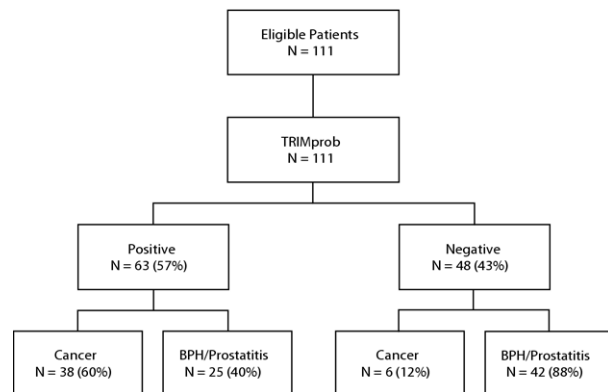 Eligible Patients
N = 111
TRIMprob
N = 111
Positive
N = 63 (57%)
Negative
N = 48 (43%)
Cancer
N = 38 (60%)
BPH/Prostatitis
N = 25 (40%)
Cancer
N = 6 (12%)
BPH/Prostatitis
N = 42 (88%)